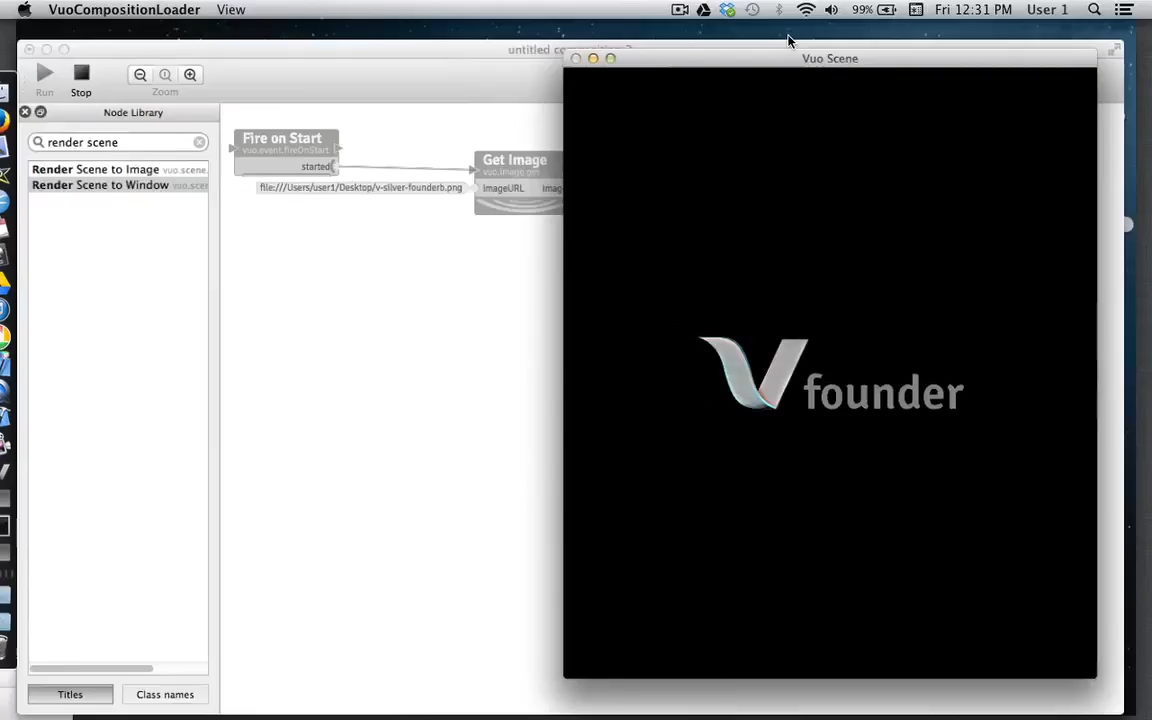 VuoCompositionLoader View 99% Fri 12:31 PM User 1
Vuo Scene
Run Stop Zoom
Node Library
render scene
Render Scene to Image vuo.scene.
Render Scene to Window vuo.scer
Titles Class names
Fire on Start
vuo.event.fireOnStart
started
Get Image
vuo.image.get
file:///Users/user1/Desktop/v-silver-founderb.png imageURL
founder